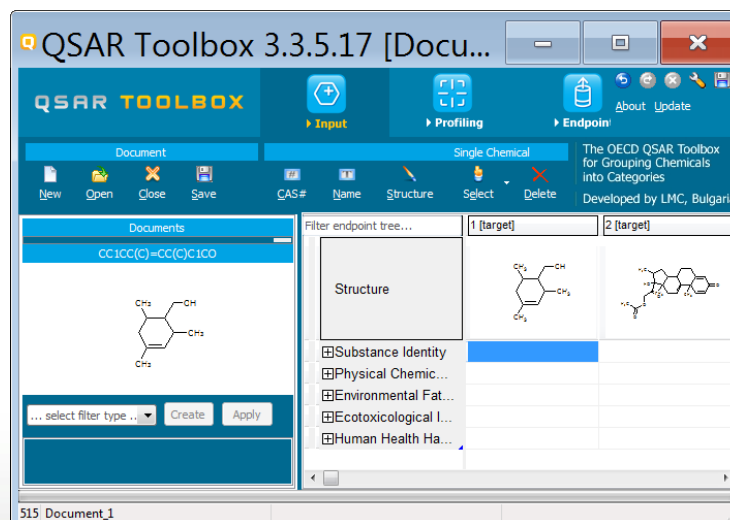 QSAR Toolbox 3.3.5.17 [Docu...
QSAR TOOLBOX
Input
Profiling
Endpoin
About Update
Document
Single Chemical
New Open Close Save
CAS# Name Structure Select Delete
The OECD QSAR Toolbox
for Grouping Chemicals
into Categories
Developed by LMC, Bulgari
Documents
CC1CC(C)=CC(C)C1CO
CH3
CH
CH3
CH3
... select filter type ..
Create
Apply
Filter endpoint tree...
1 [target]
2 [target]
Structure
CH3
CH
CH3
CH3
Substance Identity
Physical Chemic...
Environmental Fat...
Ecotoxicological I...
Human Health Ha...
515 Document_1